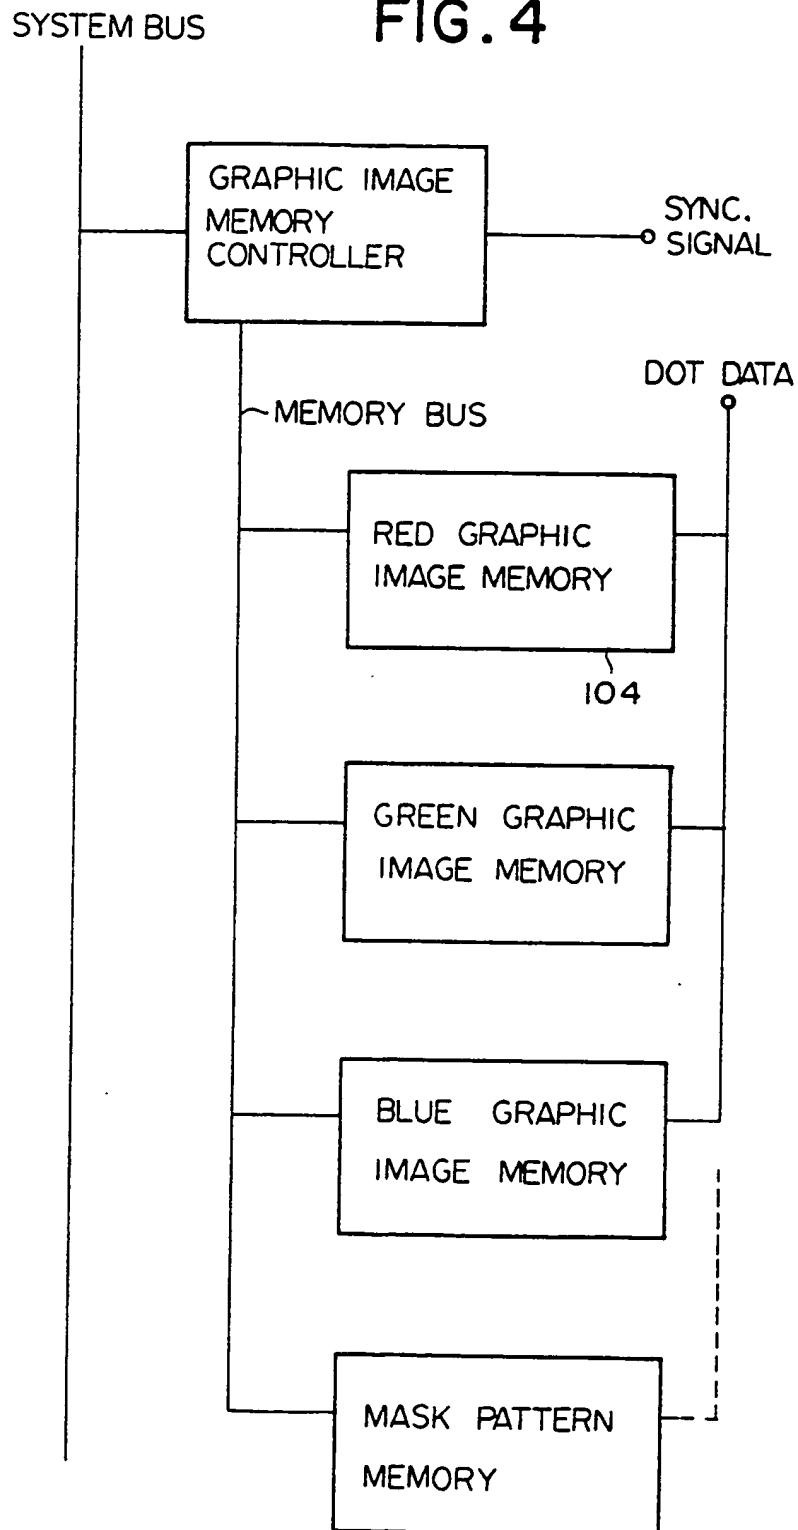 SYSTEM BUS
FIG. 4
GRAPHIC IMAGE
MEMORY
CONTROLLER
SYNC.
SIGNAL
DOT DATA
MEMORY BUS
RED GRAPHIC
IMAGE MEMORY
104
GREEN GRAPHIC
IMAGE MEMORY
BLUE GRAPHIC
IMAGE MEMORY
MASK PATTERN
MEMORY